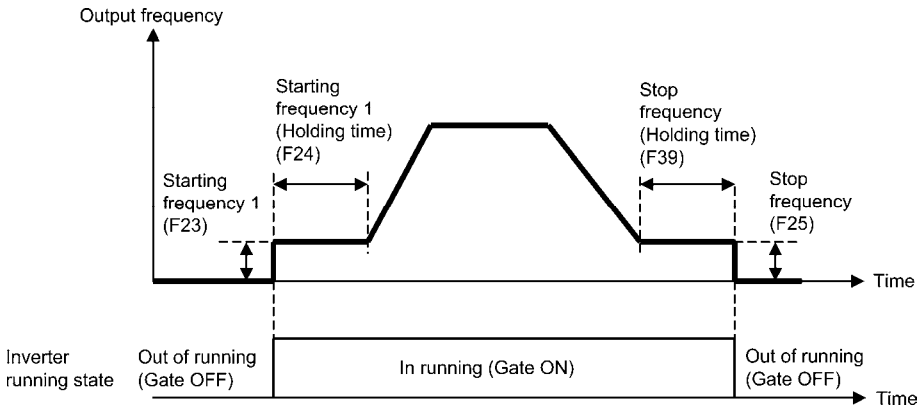 Output frequency
Starting
frequency 1
(Holding time)
(F24)
Stop
frequency
(Holding time)
(F39)
Starting
frequency 1
(F23)
Stop
frequency
(F25)
Time
Inverter
running state
Out of running
(Gate OFF)
In running (Gate ON)
Out of running
(Gate OFF)
Time